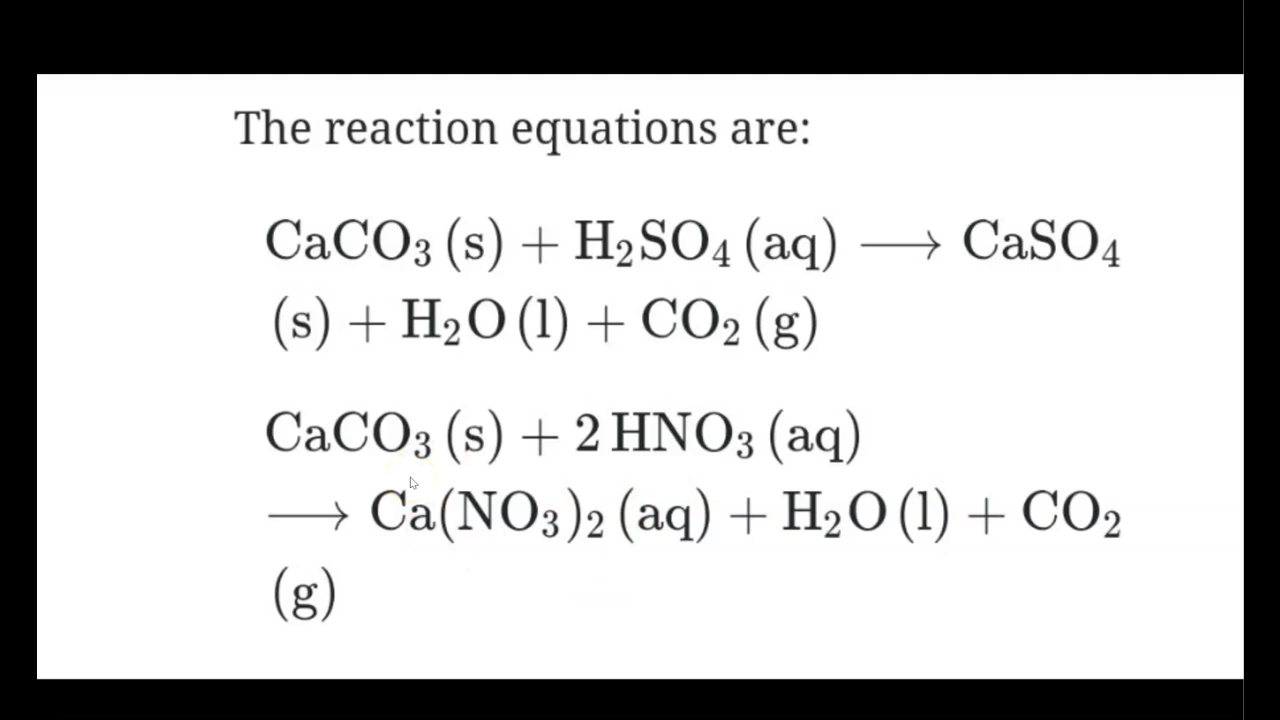 The reaction equations are:
CaCO₃ (s) + H₂SO₄ (aq) ⟶ CaSO₄
(s) + H₂O (l) + CO₂ (g)
CaCO₃ (s) + 2 HNO₃ (aq)
⟶ Ca(NO₃)₂ (aq) + H₂O (l) + CO₂
(g)